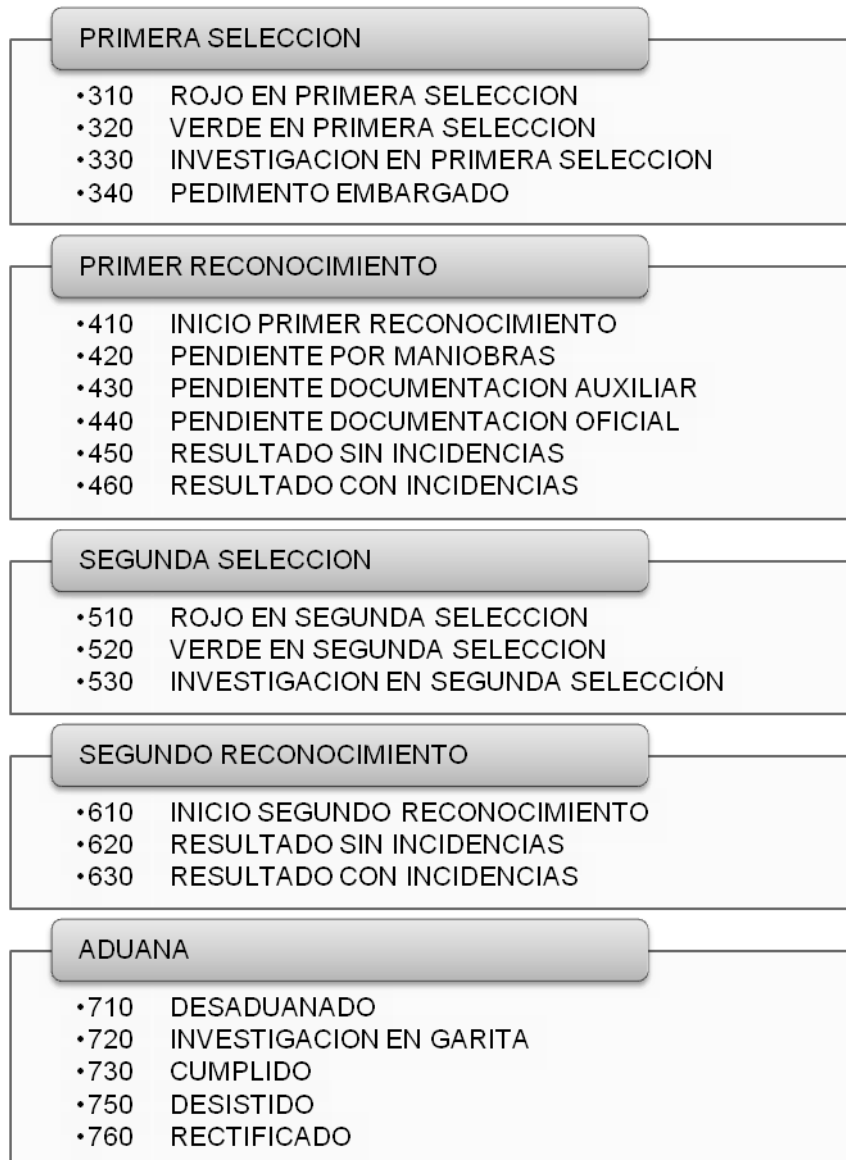 PRIMERA SELECCION
•310 ROJO EN PRIMERA SELECCION
•320 VERDE EN PRIMERA SELECCION
•330 INVESTIGACION EN PRIMERA SELECCION
•340 PEDIMENTO EMBARGADO
PRIMER RECONOCIMIENTO
•410 INICIO PRIMER RECONOCIMIENTO
•420 PENDIENTE POR MANIOBRAS
•430 PENDIENTE DOCUMENTACION AUXILIAR
•440 PENDIENTE DOCUMENTACION OFICIAL
•450 RESULTADO SIN INCIDENCIAS
•460 RESULTADO CON INCIDENCIAS
SEGUNDA SELECCION
•510 ROJO EN SEGUNDA SELECCION
•520 VERDE EN SEGUNDA SELECCION
•530 INVESTIGACION EN SEGUNDA SELECCIÓN
SEGUNDO RECONOCIMIENTO
•610 INICIO SEGUNDO RECONOCIMIENTO
•620 RESULTADO SIN INCIDENCIAS
•630 RESULTADO CON INCIDENCIAS
ADUANA
•710 DESADUANADO
•720 INVESTIGACION EN GARITA
•730 CUMPLIDO
•750 DESISTIDO
•760 RECTIFICADO